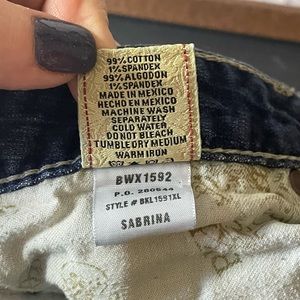 99% COTTON
1% SPANDEX
99% ALGODON
1% SPANDEX
MADE IN MEXICO
HECHO EN MEXICO
MACHINE WASH
SEPARATELY
COLD WATER
DO NOT BLEACH
TUMBLE DRY MEDIUM
WARM IRON
BWX1592
P.O. 280544
STYLE # BKL1591XL
SABRINA